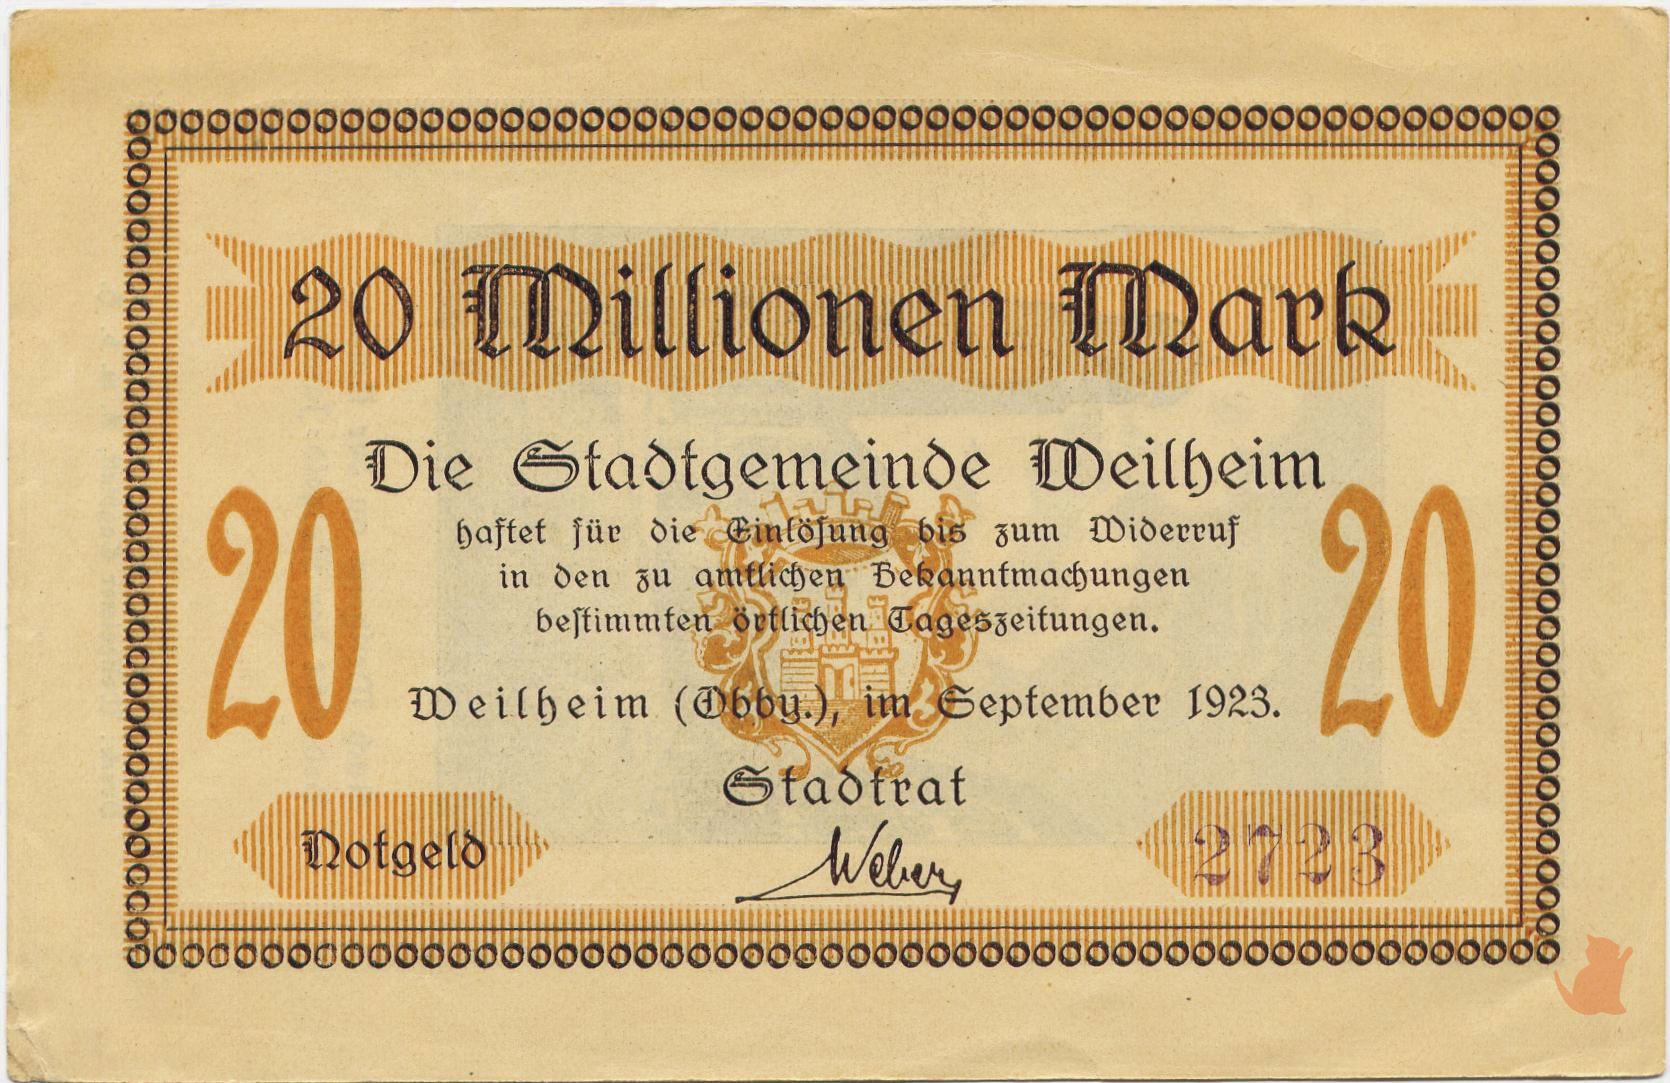 20 Millionen Mark
Die Stadtgemeinde Weilheim
20
haftet für die Einlösung bis zum Widerruf
in den zu amtlichen Bekanntmachungen
bestimmten örtlichen Tageszeitungen.
20
Weilheim (Obby.), im September 1923.
Stadtrat
Notgeld
Weber
2723